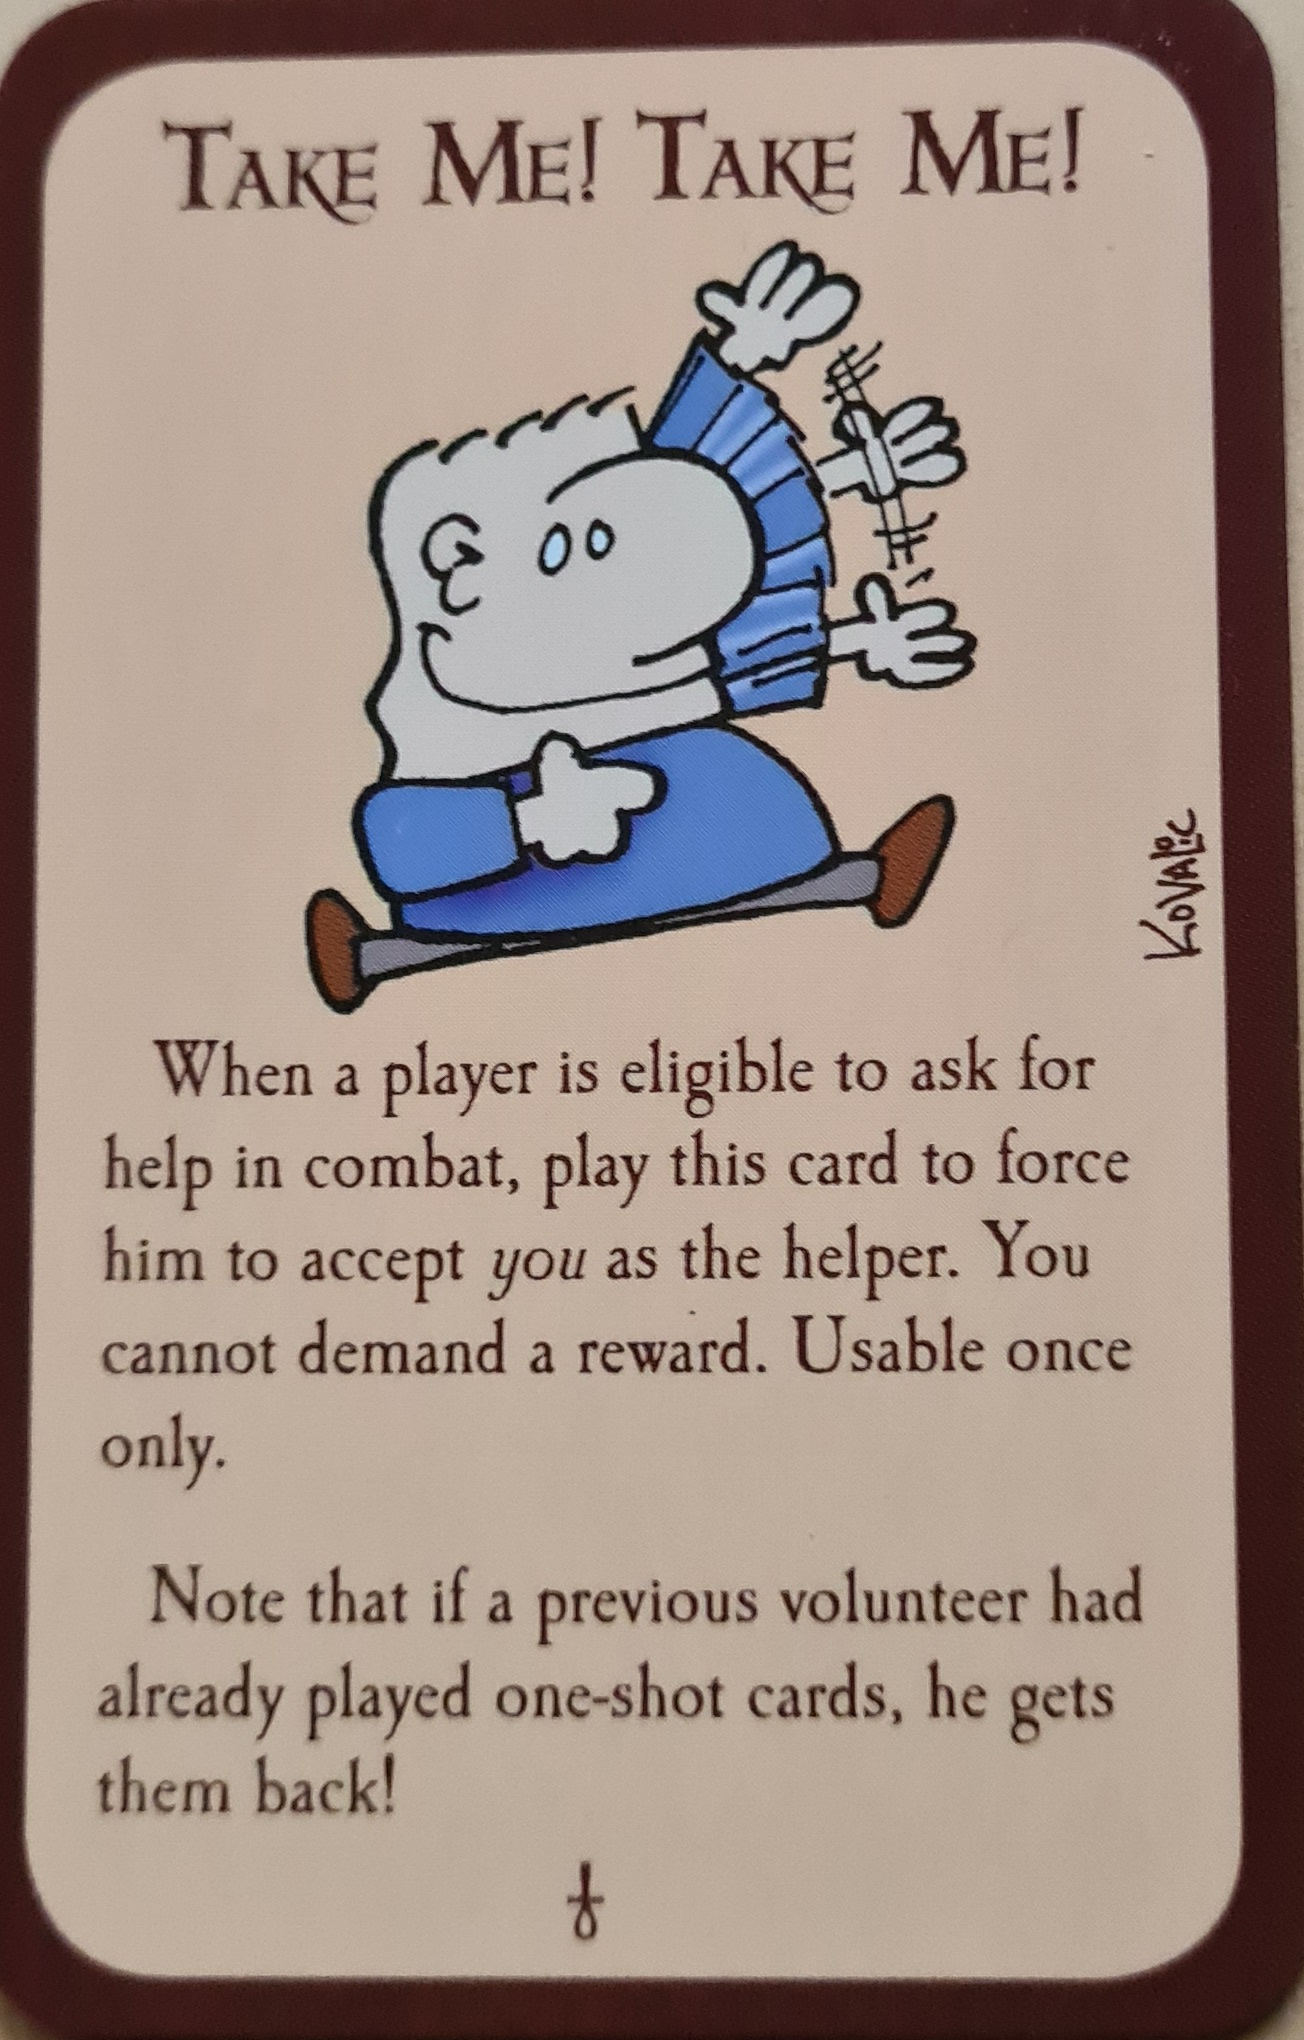 TAKE ME! TAKE ME!
KOVALIC
When a player is eligible to ask for
help in combat, play this card to force
him to accept you as the helper. You
cannot demand a reward. Usable once
only.
Note that if a previous volunteer had
already played one-shot cards, he gets
them back!